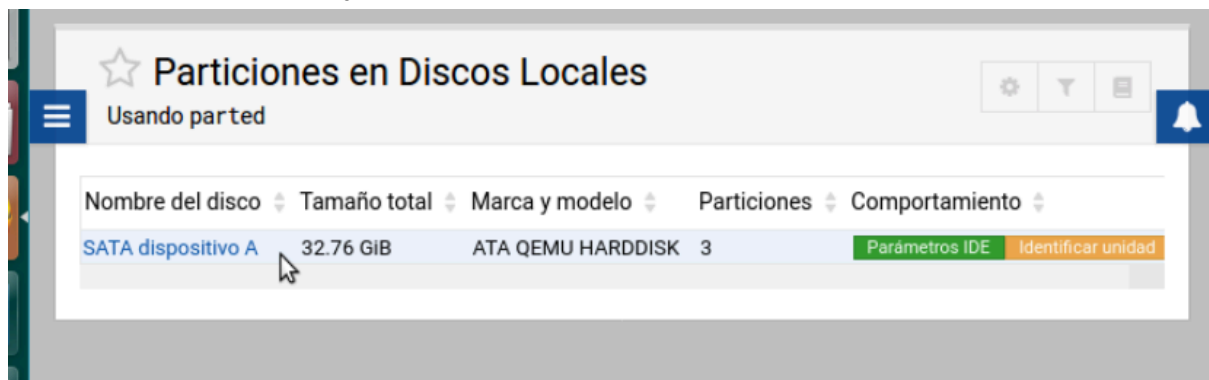 Particiones en Discos Locales
Usando parted
Nombre del disco Tamaño total Marca y modelo Particiones Comportamiento
SATA dispositivo A 32.76 GiB ATA QEMU HARDDISK 3 Parámetros IDE Identificar unidad